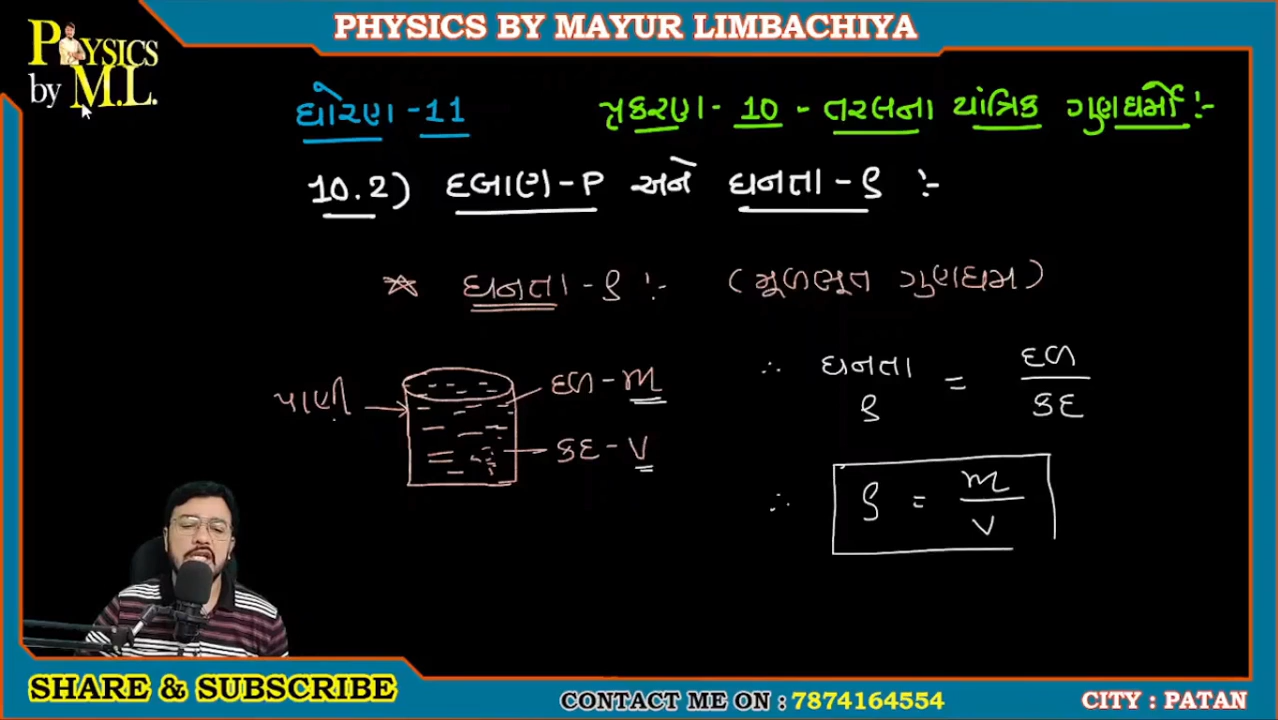 PHYSICS BY MAYUR LIMBACHIYA
PHYSICS
by M.L.
ધોરણ - 11
પ્રકરણ - 10 - તરલના યાંત્રિક ગુણધર્મો :-
10.2) દબાણ - P અને ઘનતા - ρ :-
☆ ઘનતા - ρ :- (મૂળભૂત ગુણધમ)
પાણી
દળ - m
કદ - V
∴ ઘનતા ρ = દળ / કદ
∴ ρ = m / V
SHARE & SUBSCRIBE
CONTACT ME ON : 7874164554
CITY : PATAN